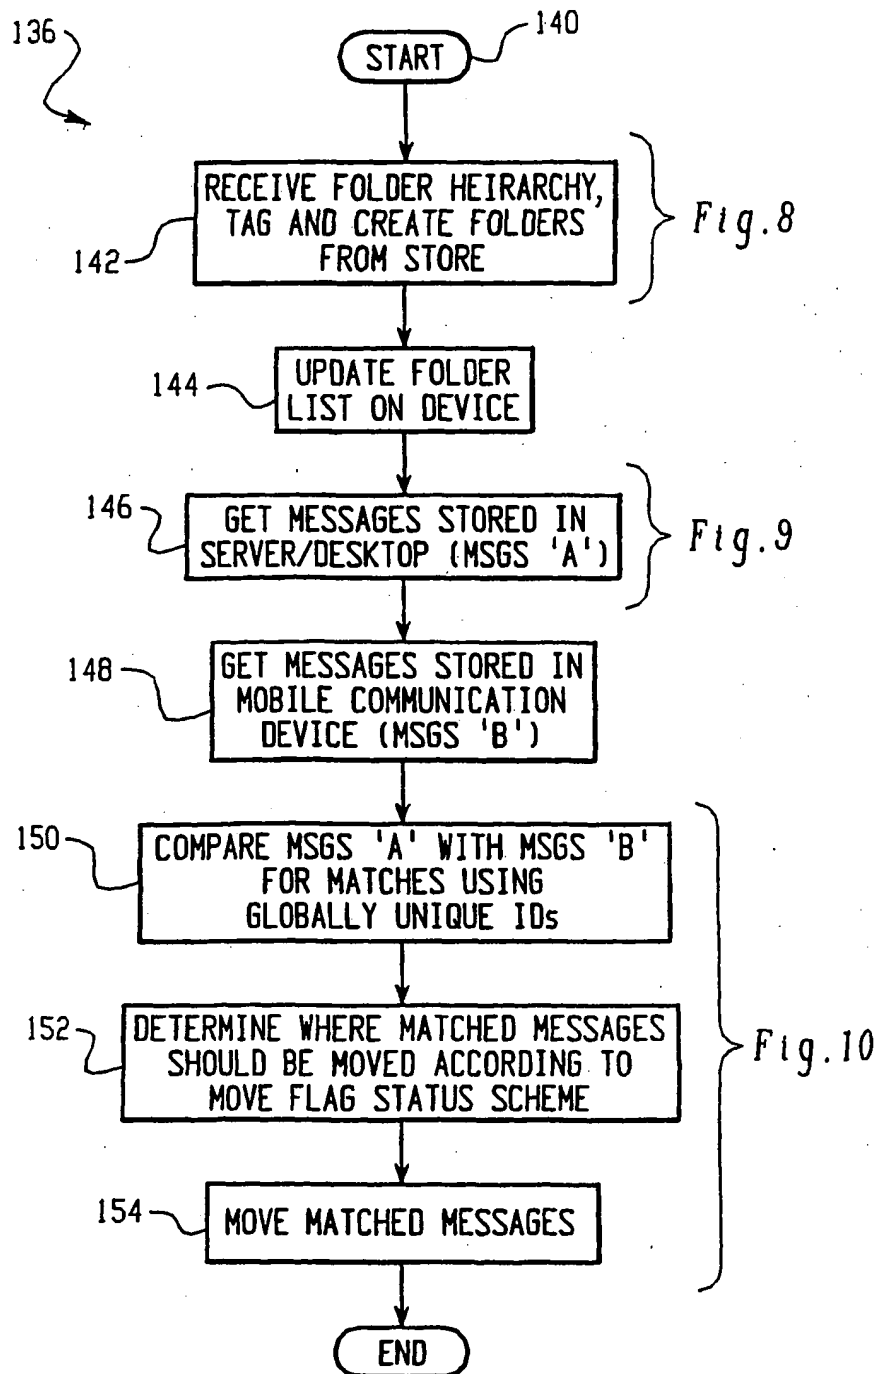 136
START
140
RECEIVE FOLDER HEIRARCHY,
TAG AND CREATE FOLDERS
FROM STORE
142
Fig.8
UPDATE FOLDER
LIST ON DEVICE
144
146
GET MESSAGES STORED IN
SERVER/DESKTOP (MSGS 'A')
Fig.9
148
GET MESSAGES STORED IN
MOBILE COMMUNICATION
DEVICE (MSGS 'B')
150
COMPARE MSGS 'A' WITH MSGS 'B'
FOR MATCHES USING
GLOBALLY UNIQUE IDs
152
DETERMINE WHERE MATCHED MESSAGES
SHOULD BE MOVED ACCORDING TO
MOVE FLAG STATUS SCHEME
Fig.10
154
MOVE MATCHED MESSAGES
END